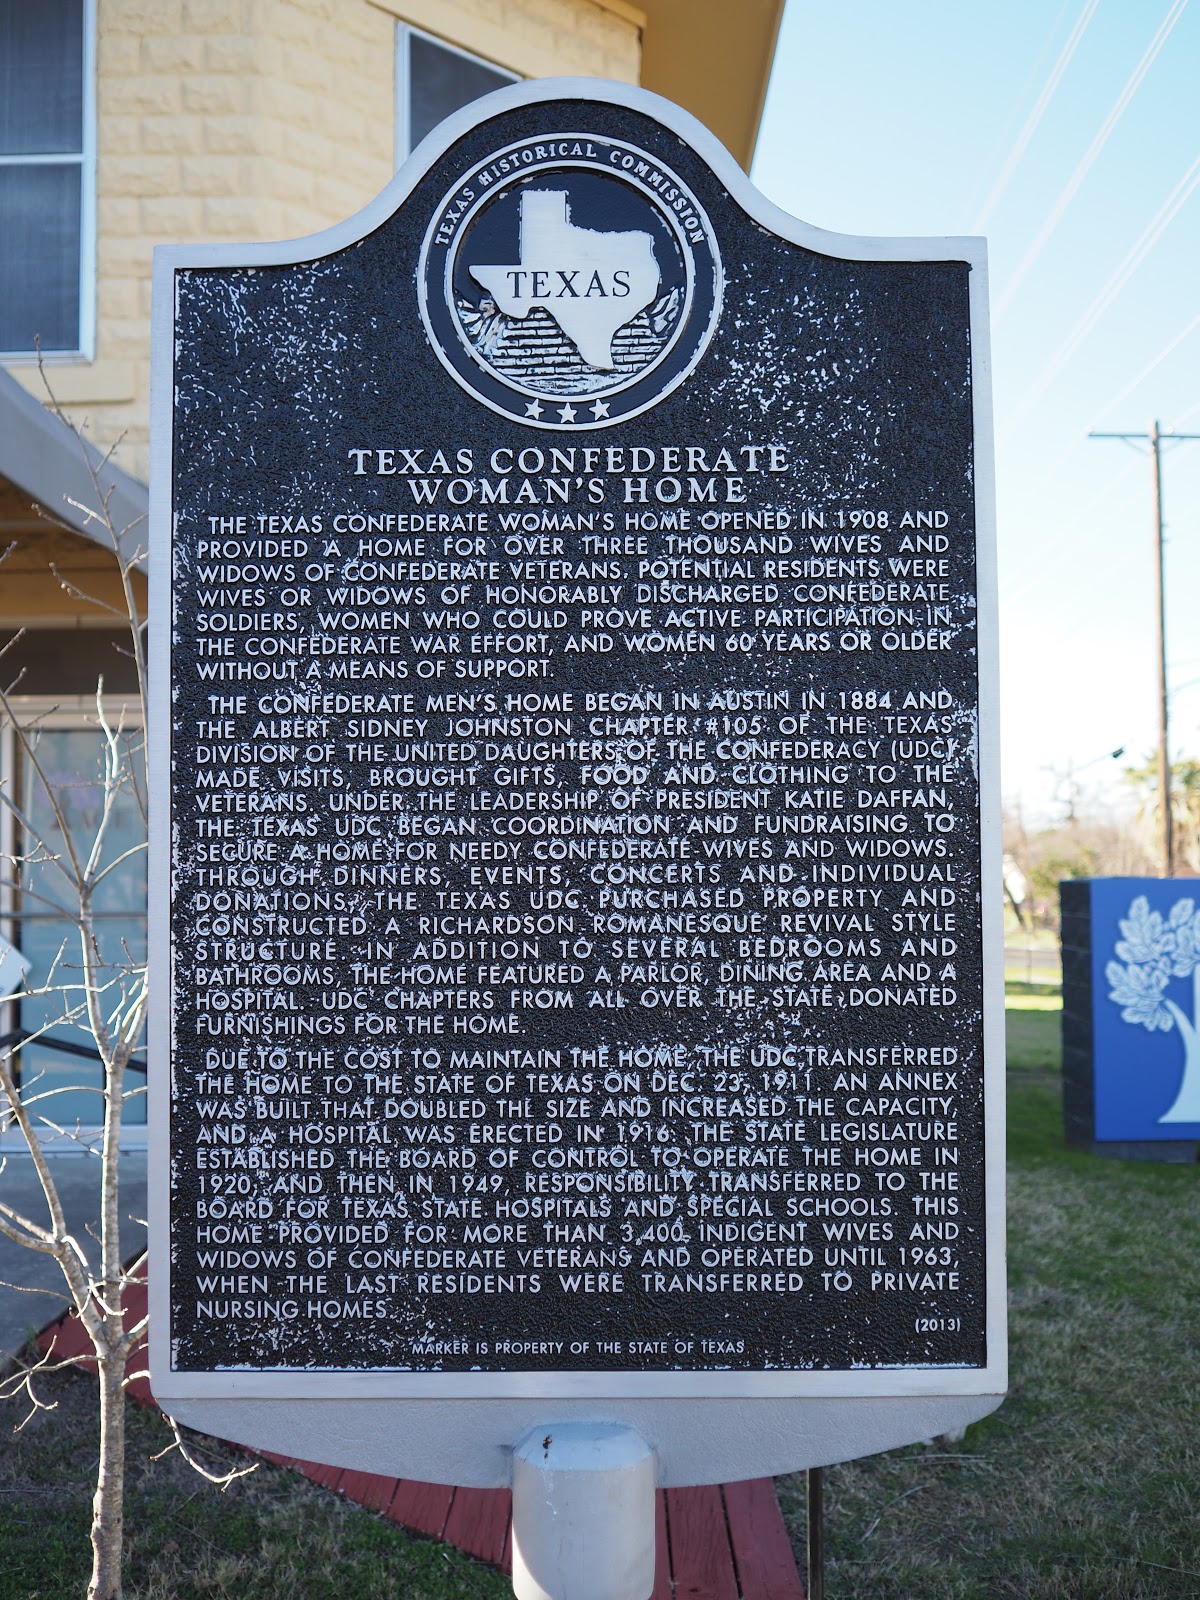 TEXAS HISTORICAL COMMISSION
TEXAS
TEXAS CONFEDERATE
WOMAN'S HOME
THE TEXAS CONFEDERATE WOMAN'S HOME OPENED IN 1908 AND
PROVIDED A HOME FOR OVER THREE THOUSAND WIVES AND
WIDOWS OF CONFEDERATE VETERANS. POTENTIAL RESIDENTS WERE
WIVES OR WIDOWS OF HONORABLY DISCHARGED CONFEDERATE
SOLDIERS, WOMEN WHO COULD PROVE ACTIVE PARTICIPATION IN
THE CONFEDERATE WAR EFFORT, AND WOMEN 60 YEARS OR OLDER
WITHOUT A MEANS OF SUPPORT.
THE CONFEDERATE MEN'S HOME BEGAN IN AUSTIN IN 1884 AND
THE ALBERT SIDNEY JOHNSTON CHAPTER #105 OF THE TEXAS
DIVISION OF THE UNITED DAUGHTERS OF THE CONFEDERACY (UDC)
MADE VISITS, BROUGHT GIFTS, FOOD AND CLOTHING TO THE
VETERANS. UNDER THE LEADERSHIP OF PRESIDENT KATIE DAFFAN,
THE TEXAS UDC BEGAN COORDINATION AND FUNDRAISING TO
SECURE A HOME FOR NEEDY CONFEDERATE WIVES AND WIDOWS.
THROUGH DINNERS, EVENTS, CONCERTS AND INDIVIDUAL
DONATIONS, THE TEXAS UDC PURCHASED PROPERTY AND
CONSTRUCTED A RICHARDSON ROMANESQUE REVIVAL STYLE
STRUCTURE. IN ADDITION TO SEVERAL BEDROOMS AND
BATHROOMS, THE HOME FEATURED A PARLOR, DINING AREA AND A
HOSPITAL. UDC CHAPTERS FROM ALL OVER THE STATE DONATED
FURNISHINGS FOR THE HOME.
DUE TO THE COST TO MAINTAIN THE HOME, THE UDC TRANSFERRED
THE HOME TO THE STATE OF TEXAS ON DEC. 23, 1911. AN ANNEX
WAS BUILT THAT DOUBLED THE SIZE AND INCREASED THE CAPACITY,
AND A HOSPITAL WAS ERECTED IN 1916. THE STATE LEGISLATURE
ESTABLISHED THE BOARD OF CONTROL TO OPERATE THE HOME IN
1920, AND THEN IN 1949, RESPONSIBILITY TRANSFERRED TO THE
BOARD FOR TEXAS STATE HOSPITALS AND SPECIAL SCHOOLS. THIS
HOME PROVIDED FOR MORE THAN 3,400 INDIGENT WIVES AND
WIDOWS OF CONFEDERATE VETERANS AND OPERATED UNTIL 1963,
WHEN THE LAST RESIDENTS WERE TRANSFERRED TO PRIVATE
NURSING HOMES.
(2013)
MARKER IS PROPERTY OF THE STATE OF TEXAS